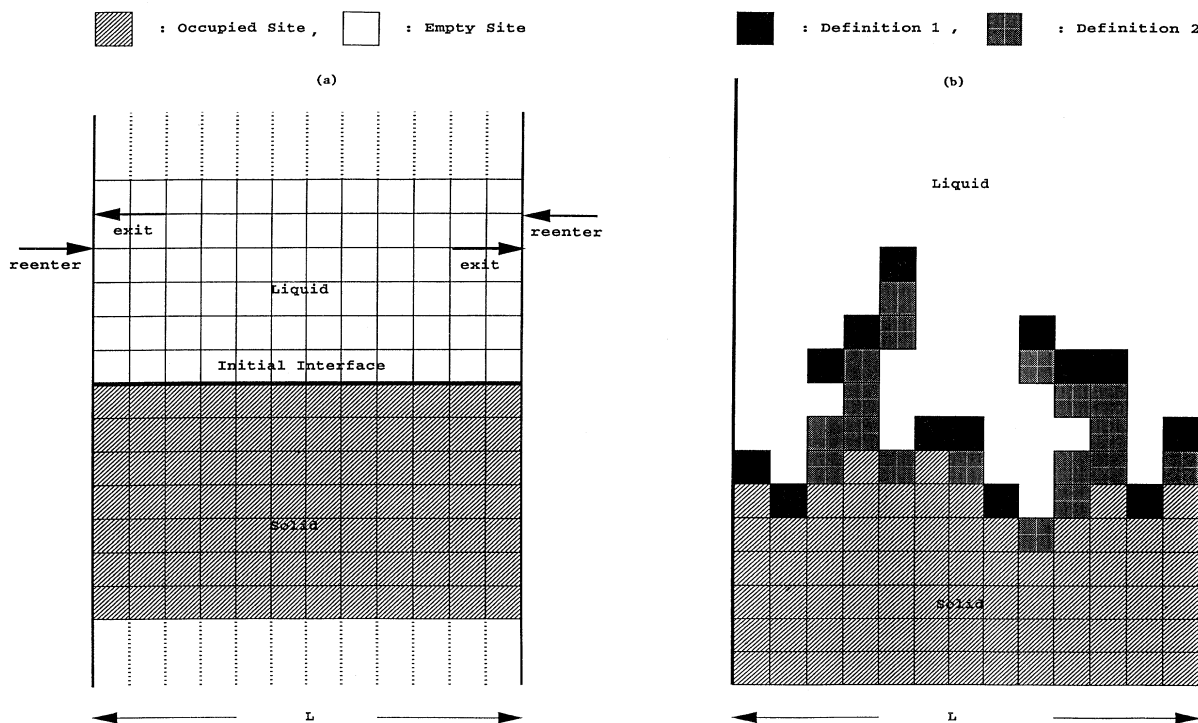 : Occupied Site , : Empty Site
: Definition 1 , : Definition 2
(a)
(b)
Liquid
exit
reenter
reenter
exit
Liquid
Initial Interface
Solid
Solid
L
L